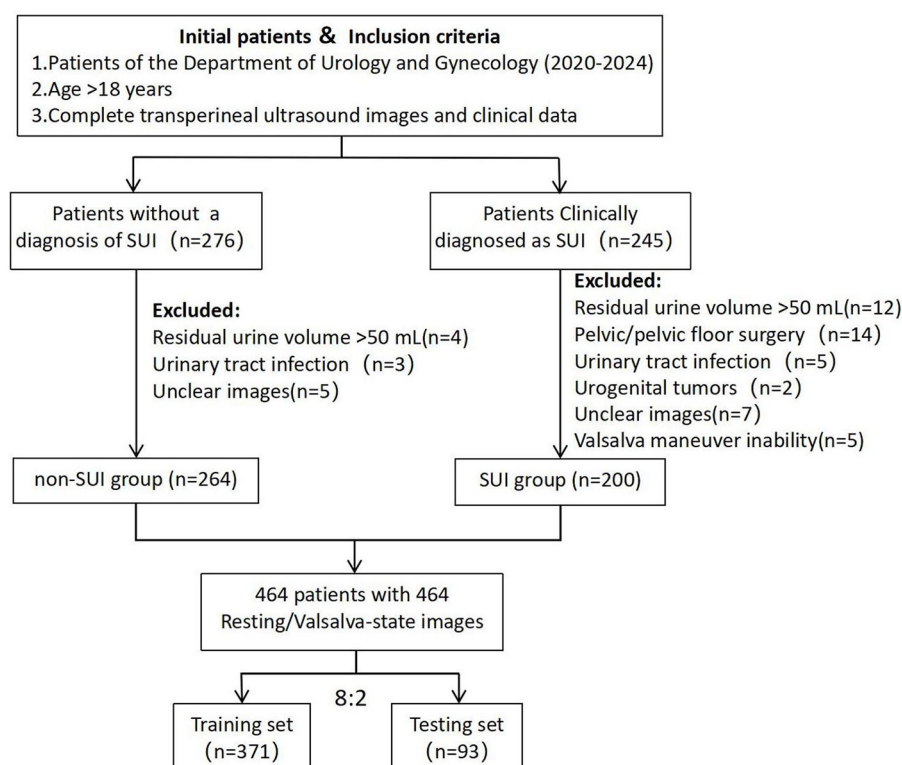 Initial patients & Inclusion criteria
1.Patients of the Department of Urology and Gynecology (2020-2024)
2.Age >18 years
3.Complete transperineal ultrasound images and clinical data
Patients without a
diagnosis of SUI (n=276)
Patients Clinically
diagnosed as SUI (n=245)
Excluded:
Residual urine volume >50 mL(n=4)
Urinary tract infection (n=3)
Unclear images(n=5)
Excluded:
Residual urine volume >50 mL(n=12)
Pelvic/pelvic floor surgery (n=14)
Urinary tract infection (n=5)
Urogenital tumors (n=2)
Unclear images(n=7)
Valsalva maneuver inability(n=5)
non-SUI group (n=264)
SUI group (n=200)
464 patients with 464
Resting/Valsalva-state images
8:2
Training set
(n=371)
Testing set
(n=93)